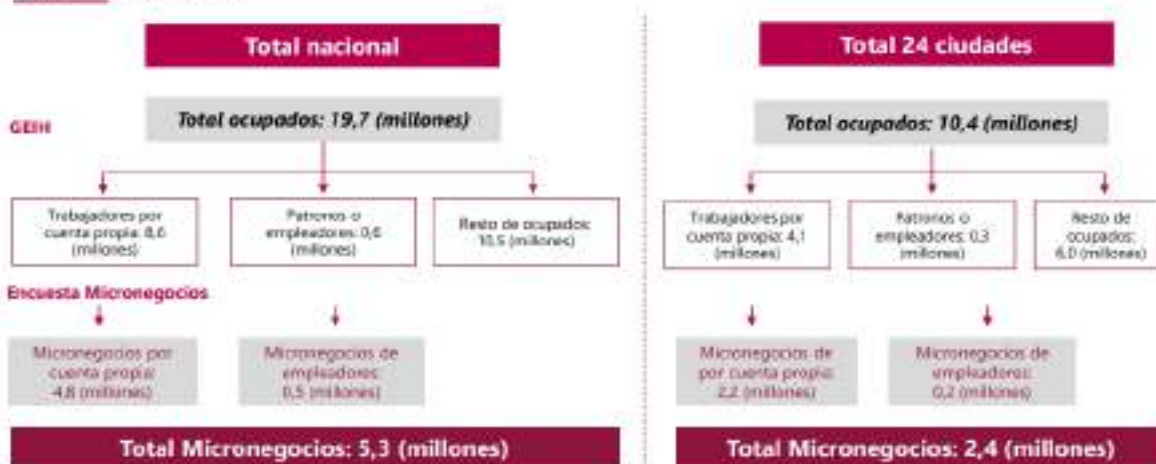 Total nacional
GEIH
Total ocupados: 19,7 (millones)
Trabajadores por
cuenta propia: 8,6
(millones)
Patronos o
empleadores: 0,6
(millones)
Resto de ocupados:
10,5 (millones)
Encuesta Micronegocios
Micronegocios por
cuenta propia:
4,8 (millones)
Micronegocios de
empleadores:
0,5 (millones)
Total Micronegocios: 5,3 (millones)
Total 24 ciudades
Total ocupados: 10,4 (millones)
Trabajadores por
cuenta propia: 4,1
(millones)
Patronos o
empleadores: 0,3
(millones)
Resto de
ocupados:
6,0 (millones)
Micronegocios de
por cuenta propia:
2,2 (millones)
Micronegocios de
empleadores:
0,2 (millones)
Total Micronegocios: 2,4 (millones)